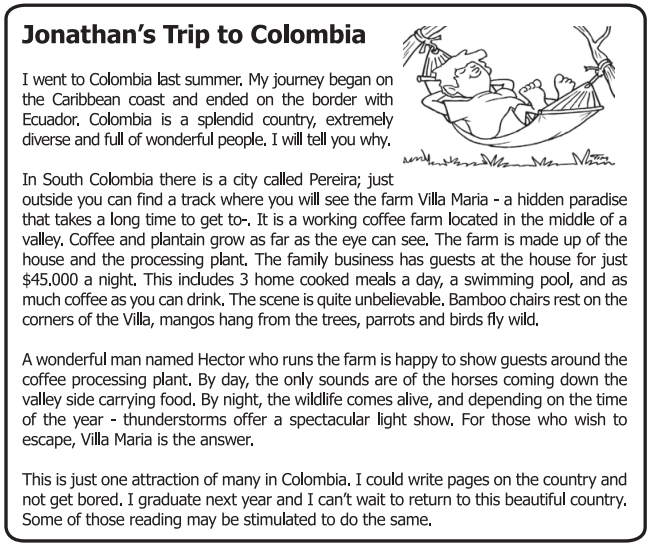 Jonathan's Trip to Colombia
I went to Colombia last summer. My journey began on
the Caribbean coast and ended on the border with
Ecuador. Colombia is a splendid country, extremely
diverse and full of wonderful people. I will tell you why.
In South Colombia there is a city called Pereira; just
outside you can find a track where you will see the farm Villa Maria - a hidden paradise
that takes a long time to get to-. It is a working coffee farm located in the middle of a
valley. Coffee and plantain grow as far as the eye can see. The farm is made up of the
house and the processing plant. The family business has guests at the house for just
$45.000 a night. This includes 3 home cooked meals a day, a swimming pool, and as
much coffee as you can drink. The scene is quite unbelievable. Bamboo chairs rest on the
corners of the Villa, mangos hang from the trees, parrots and birds fly wild.
A wonderful man named Hector who runs the farm is happy to show guests around the
coffee processing plant. By day, the only sounds are of the horses coming down the
valley side carrying food. By night, the wildlife comes alive, and depending on the time
of the year - thunderstorms offer a spectacular light show. For those who wish to
escape, Villa Maria is the answer.
This is just one attraction of many in Colombia. I could write pages on the country and
not get bored. I graduate next year and I can't wait to return to this beautiful country.
Some of those reading may be stimulated to do the same.